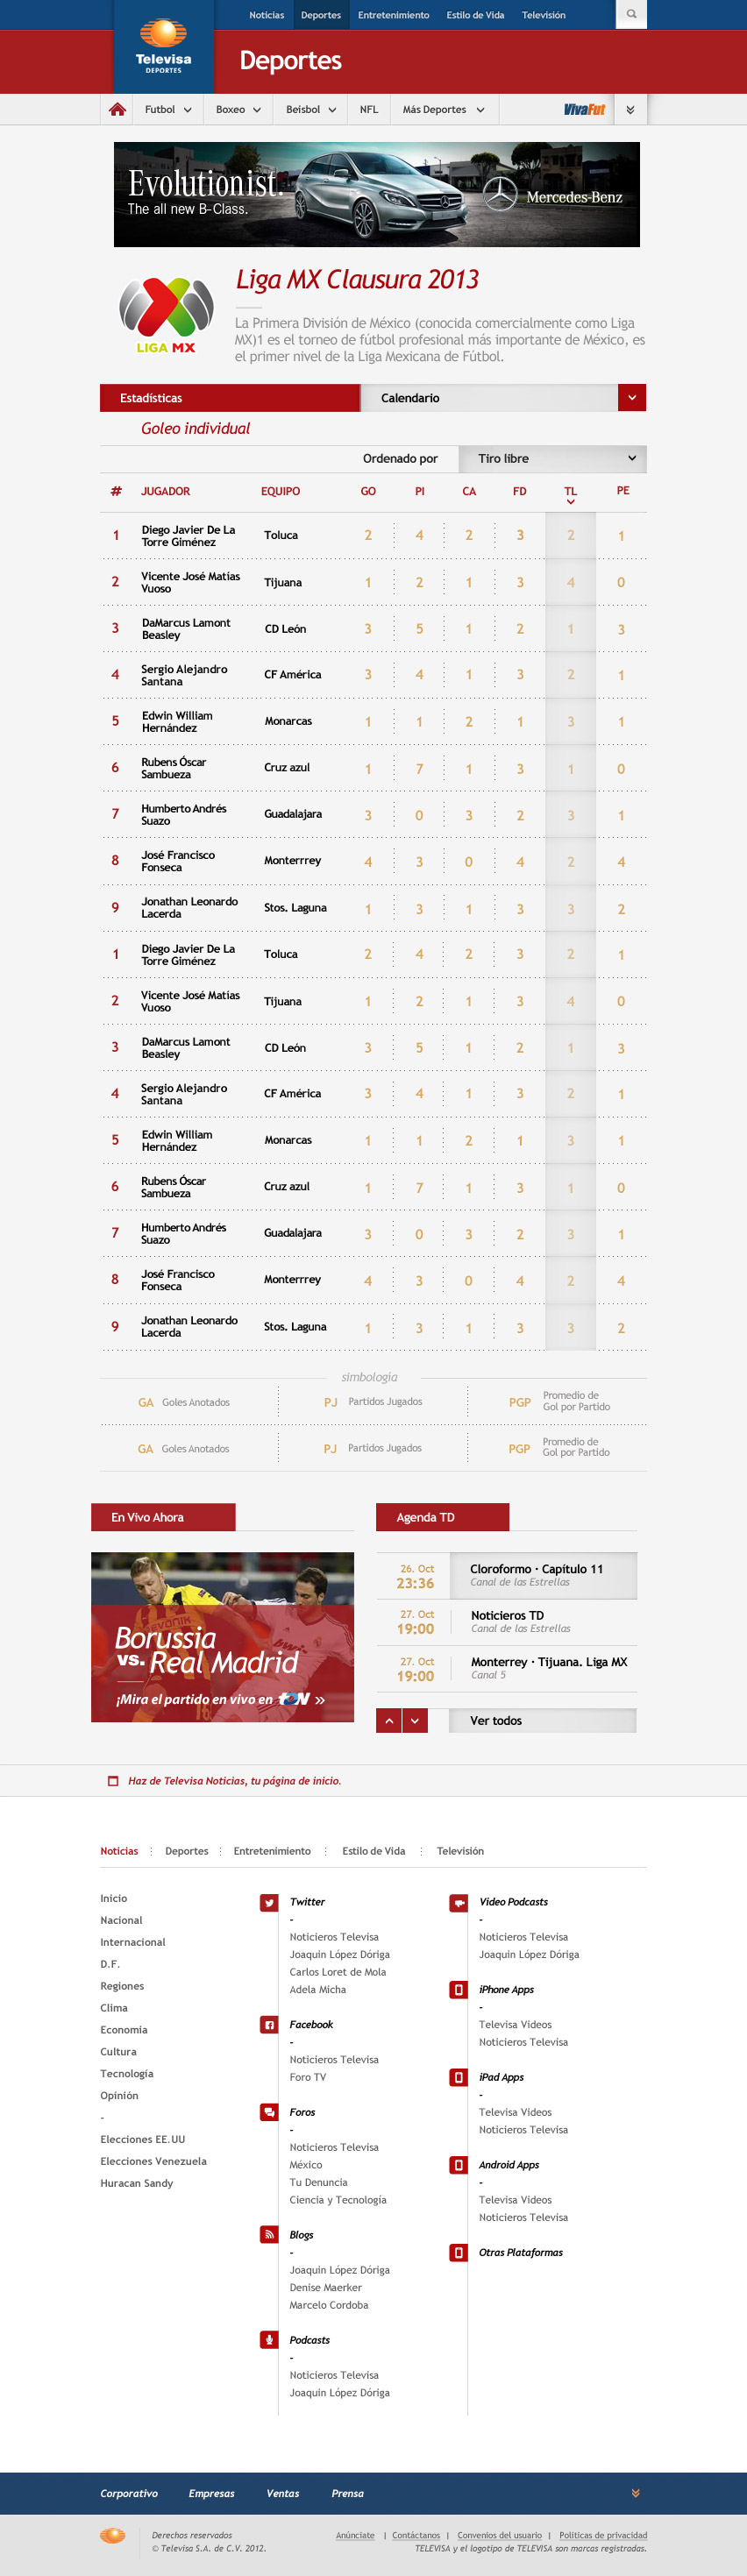 Noticias Deportes Entretenimiento Estilo de Vida Televisión
Televisa
DEPORTES
Deportes
Futbol Boxeo Beisbol NFL Más Deportes VivaFut
Evolutionist.
The all new B-Class.
Mercedes-Benz
LIGA MX
Liga MX Clausura 2013
La Primera División de México (conocida comercialmente como Liga
MX)1 es el torneo de fútbol profesional más importante de México, es
el primer nivel de la Liga Mexicana de Fútbol.
Estadísticas Calendario
Goleo individual
Ordenado por Tiro libre
# JUGADOR EQUIPO GO PI CA FD TL PE
1 Diego Javier De La Torre Giménez Toluca 2 4 2 3 2 1
2 Vicente José Matías Vuoso Tijuana 1 2 1 3 4 0
3 DaMarcus Lamont Beasley CD León 3 5 1 2 1 3
4 Sergio Alejandro Santana CF América 3 4 1 3 2 1
5 Edwin William Hernández Monarcas 1 1 2 1 3 1
6 Rubens Óscar Sambueza Cruz azul 1 7 1 3 1 0
7 Humberto Andrés Suazo Guadalajara 3 0 3 2 3 1
8 José Francisco Fonseca Monterrrey 4 3 0 4 2 4
9 Jonathan Leonardo Lacerda Stos. Laguna 1 3 1 3 3 2
1 Diego Javier De La Torre Giménez Toluca 2 4 2 3 2 1
2 Vicente José Matías Vuoso Tijuana 1 2 1 3 4 0
3 DaMarcus Lamont Beasley CD León 3 5 1 2 1 3
4 Sergio Alejandro Santana CF América 3 4 1 3 2 1
5 Edwin William Hernández Monarcas 1 1 2 1 3 1
6 Rubens Óscar Sambueza Cruz azul 1 7 1 3 1 0
7 Humberto Andrés Suazo Guadalajara 3 0 3 2 3 1
8 José Francisco Fonseca Monterrrey 4 3 0 4 2 4
9 Jonathan Leonardo Lacerda Stos. Laguna 1 3 1 3 3 2
simbología
GA Goles Anotados PJ Partidos Jugados PGP Promedio de Gol por Partido
GA Goles Anotados PJ Partidos Jugados PGP Promedio de Gol por Partido
En Vivo Ahora
Borussia
vs. Real Madrid
¡Mira el partido en vivo en tdn »
Agenda TD
26. Oct
23:36
Cloroformo · Capítulo 11
Canal de las Estrellas
27. Oct
19:00
Noticieros TD
Canal de las Estrellas
27. Oct
19:00
Monterrey · Tijuana. Liga MX
Canal 5
Ver todos
Haz de Televisa Noticias, tu página de inicio.
Noticias Deportes Entretenimiento Estilo de Vida Televisión
Inicio
Nacional
Internacional
D.F.
Regiones
Clima
Economía
Cultura
Tecnología
Opinión
-
Elecciones EE.UU
Elecciones Venezuela
Huracan Sandy
Twitter
-
Noticieros Televisa
Joaquin López Dóriga
Carlos Loret de Mola
Adela Micha
Facebook
-
Noticieros Televisa
Foro TV
Foros
-
Noticieros Televisa
México
Tu Denuncia
Ciencia y Tecnología
Blogs
-
Joaquin López Dóriga
Denise Maerker
Marcelo Cordoba
Podcasts
-
Noticieros Televisa
Joaquin López Dóriga
Video Podcasts
-
Noticieros Televisa
Joaquin López Dóriga
iPhone Apps
-
Televisa Videos
Noticieros Televisa
iPad Apps
-
Televisa Videos
Noticieros Televisa
Android Apps
-
Televisa Videos
Noticieros Televisa
Otras Plataformas
Corporativo Empresas Ventas Prensa
Derechos reservados
© Televisa S.A. de C.V. 2012.
Anúnciate | Contáctanos | Convenios del usuario | Políticas de privacidad
TELEVISA y el logotipo de TELEVISA son marcas registradas.